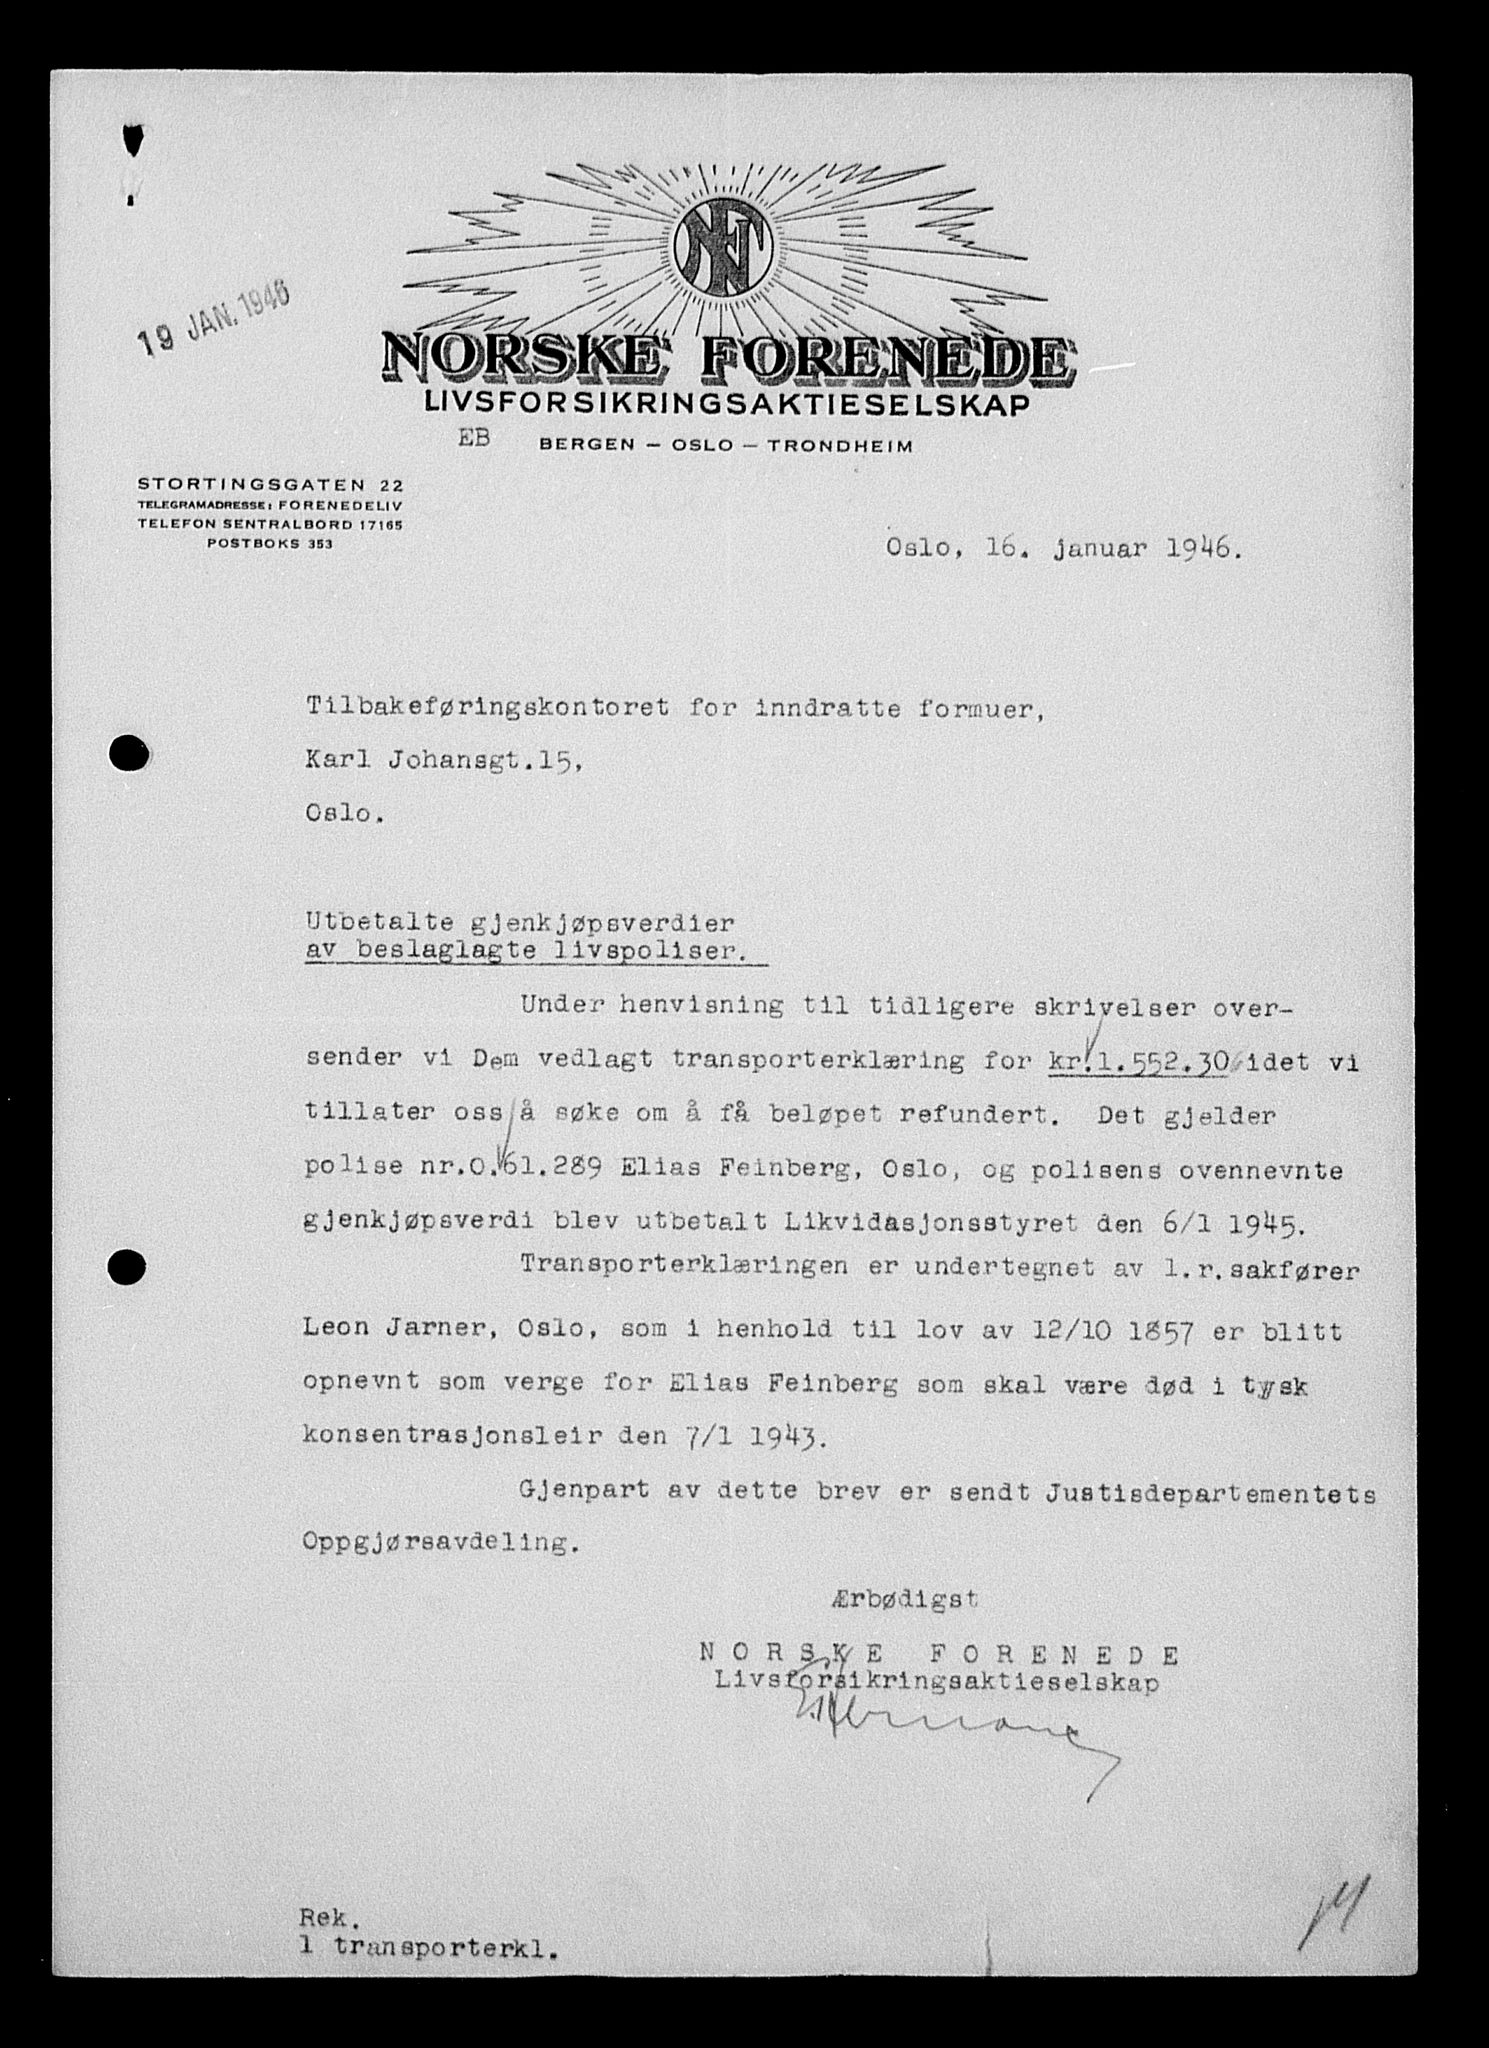 19 JAN. 1946
NF
NORSKE FORENEDE
LIVSFORSIKRINGSAKTIESELSKAP
EB
BERGEN – OSLO – TRONDHEIM
STORTINGSGATEN 22
TELEGRAMADRESSE: FORENEDELIV
TELEFON SENTRALBORD 17165
POSTBOKS 353
Oslo, 16. januar 1946.
Tilbakeføringskontoret for inndratte formuer,
Karl Johansgt.15,
Oslo.
Utbetalte gjenkjøpsverdier
av beslaglagte livspoliser.
Under henvisning til tidligere skrivelser over-
sender vi Dem vedlagt transporterklæring for kr. 1.552.30 idet vi
tillater oss å søke om å få beløpet refundert. Det gjelder
polise nr.O.61.289 Elias Feinberg, Oslo, og polisens ovennevnte
gjenkjøpsverdi blev utbetalt Likvidasjonsstyret den 6/1 1945.
Transporterklæringen er undertegnet av l.r.sakfører
Leon Jarner, Oslo, som i henhold til lov av 12/10 1857 er blitt
opnevnt som verge for Elias Feinberg som skal være død i tysk
konsentrasjonsleir den 7/1 1943.
Gjenpart av dette brev er sendt Justisdepartementets
Oppgjørsavdeling.
Ærbødigst
NORSKE FORENEDE
Livsforsikringsaktieselskap
Rek.
1 transporterkl.